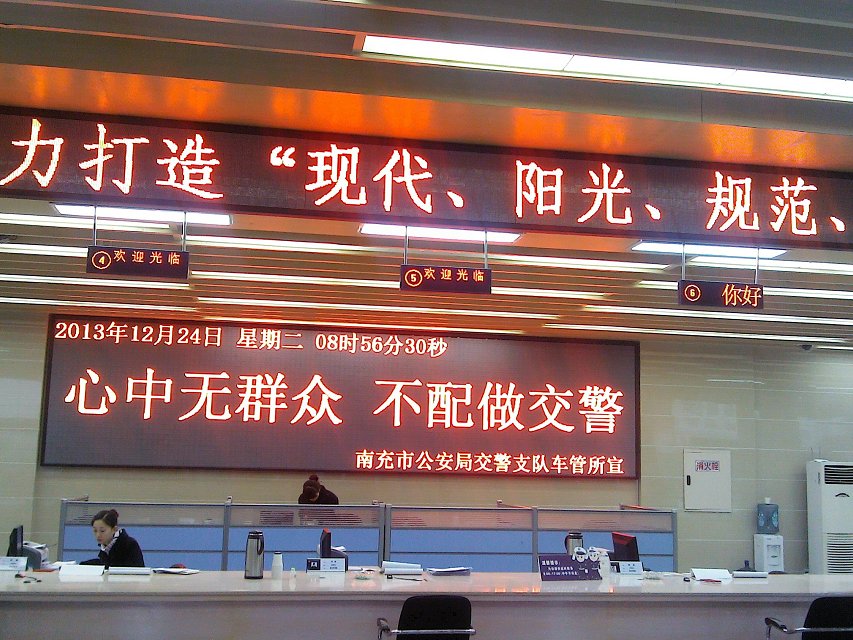 力打造“现代、阳光、规范、
④欢迎光临
⑤欢迎光临
⑥ 你好
2013年12月24日 星期二 08时56分30秒
心中无群众 不配做交警
南充市公安局交警支队车管所宣
消火栓